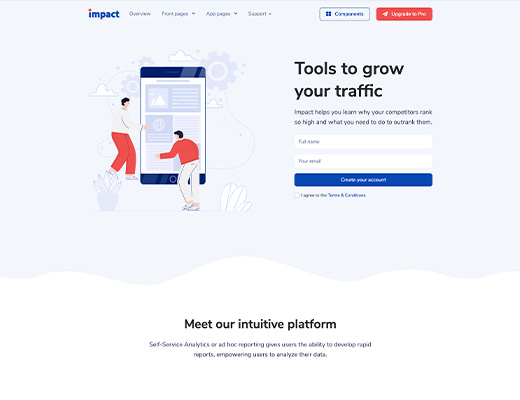 impact
Overview
Front pages
App pages
Support
Components
Upgrade to Pro
Tools to grow
your traffic
Impact helps you learn why your competitors rank
so high and what you need to do to outrank them.
Full name
Your email
Create your account
I agree to the Terms & Conditions
Meet our intuitive platform
Self-Service Analytics or ad hoc reporting gives users the ability to develop rapid
reports, empowering users to analyze their data.